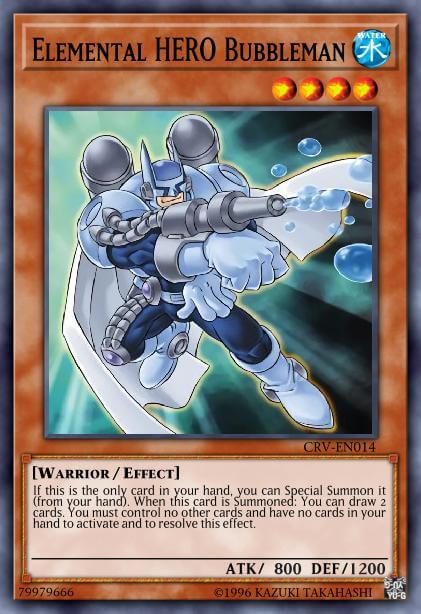 Elemental HERO Bubbleman
WATER
水
CRV-EN014
[Warrior / Effect]
If this is the only card in your hand, you can Special Summon it
(from your hand). When this card is Summoned: You can draw 2
cards. You must control no other cards and have no cards in your
hand to activate and to resolve this effect.
ATK/ 800 DEF/1200
79979666
©1996 KAZUKI TAKAHASHI